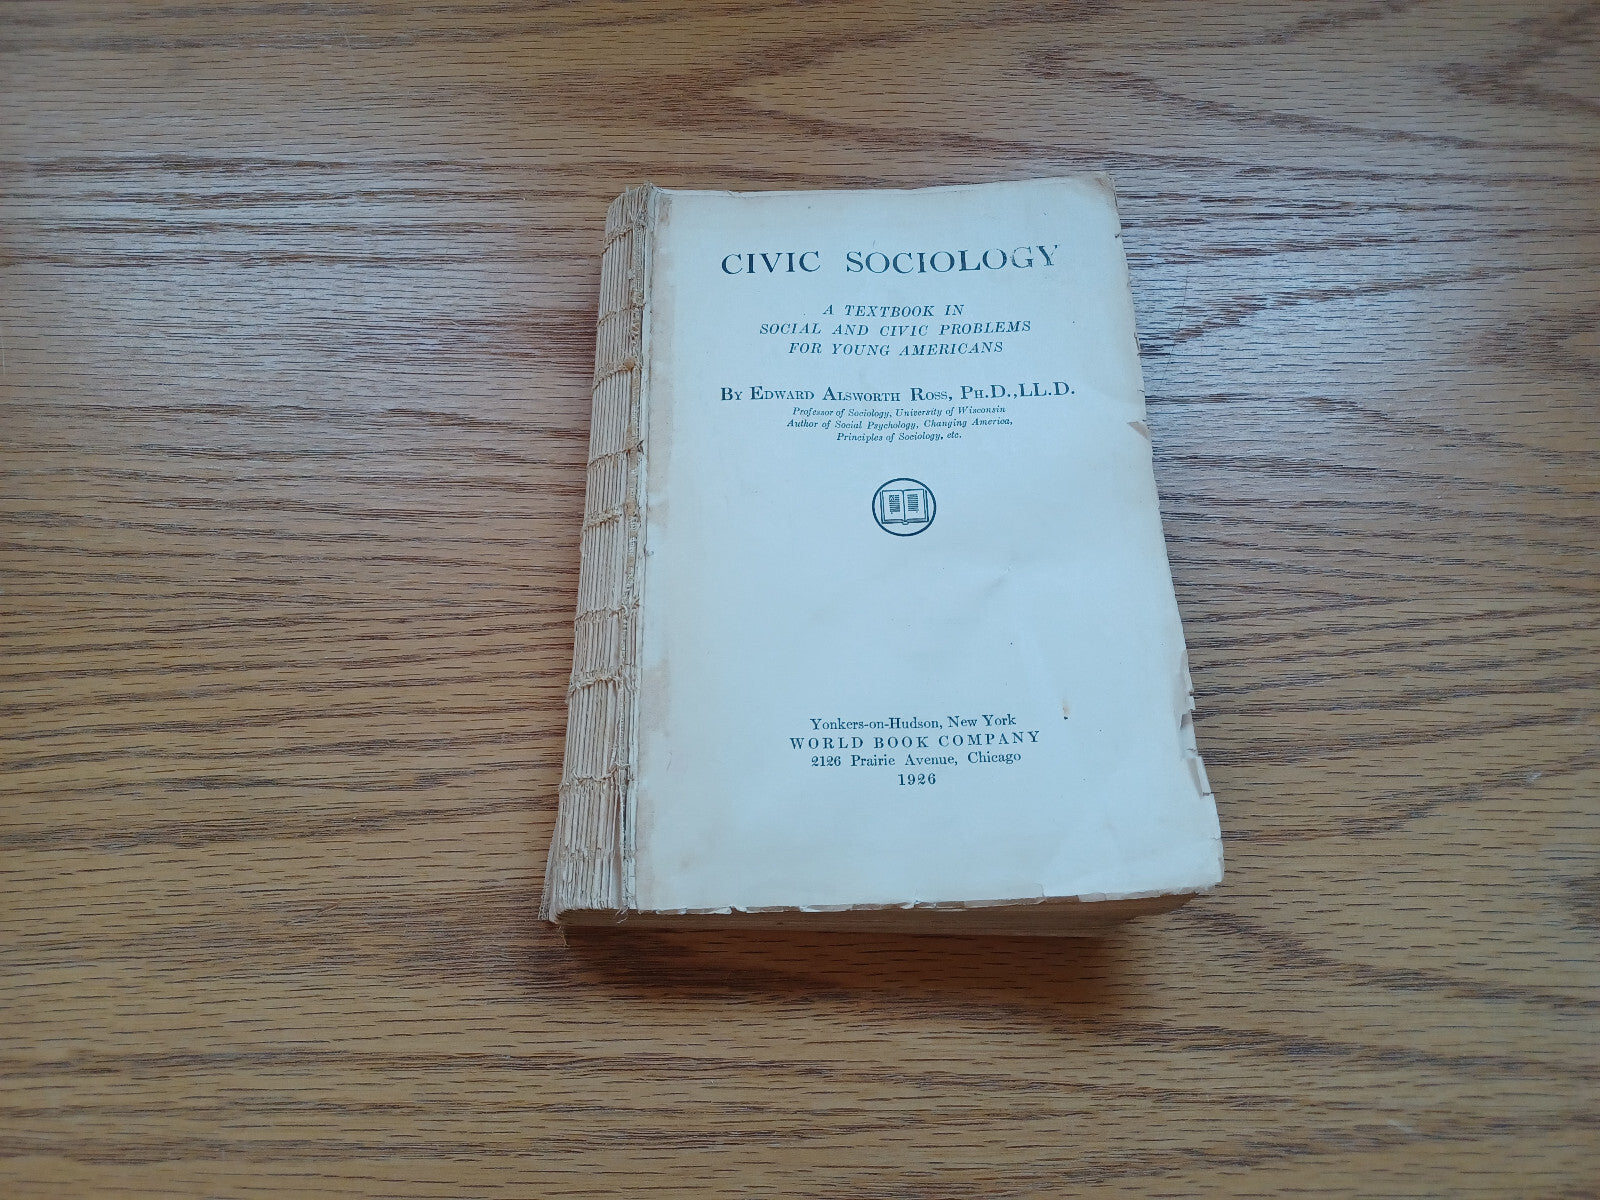 CIVIC SOCIOLOGY
A TEXTBOOK IN
SOCIAL AND CIVIC PROBLEMS
FOR YOUNG AMERICANS
BY EDWARD ALSWORTH ROSS, PH.D., LL.D.
Professor of Sociology, University of Wisconsin
Author of Social Psychology, Changing America,
Principles of Sociology, etc.
Yonkers-on-Hudson, New York
WORLD BOOK COMPANY
2126 Prairie Avenue, Chicago
1926